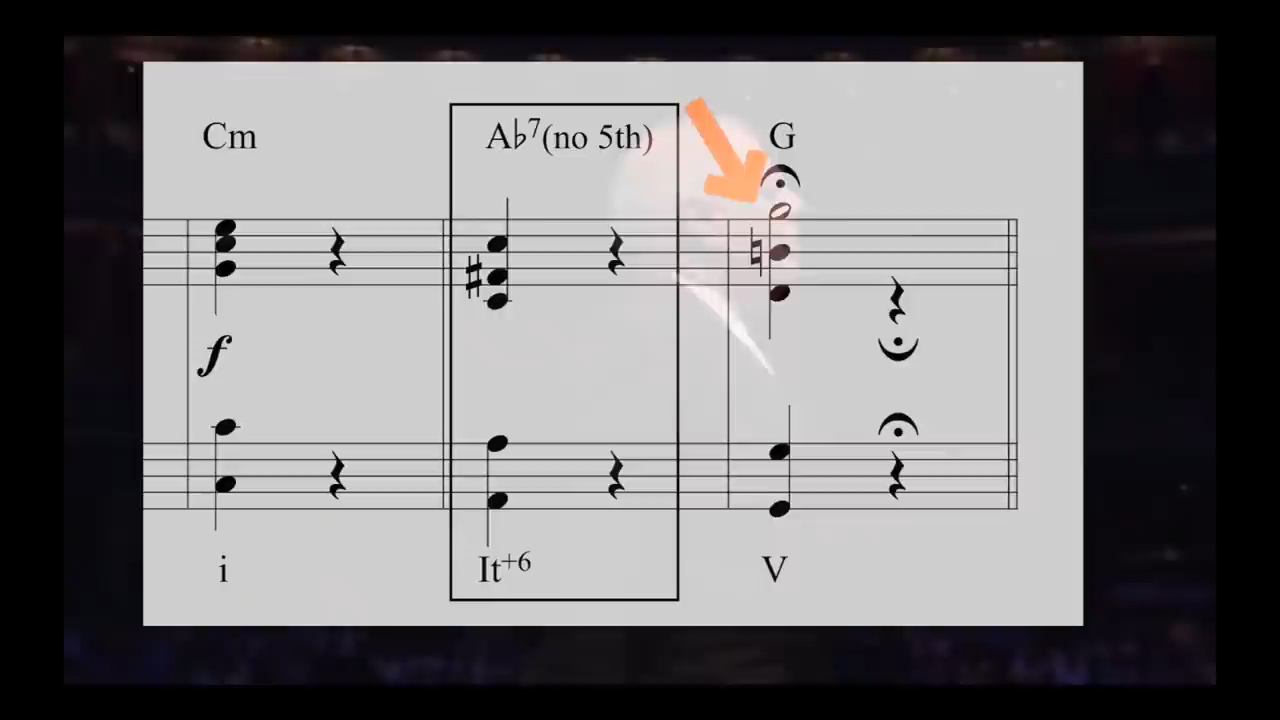 Cm A♭7(no 5th) G
f
i It+6 V